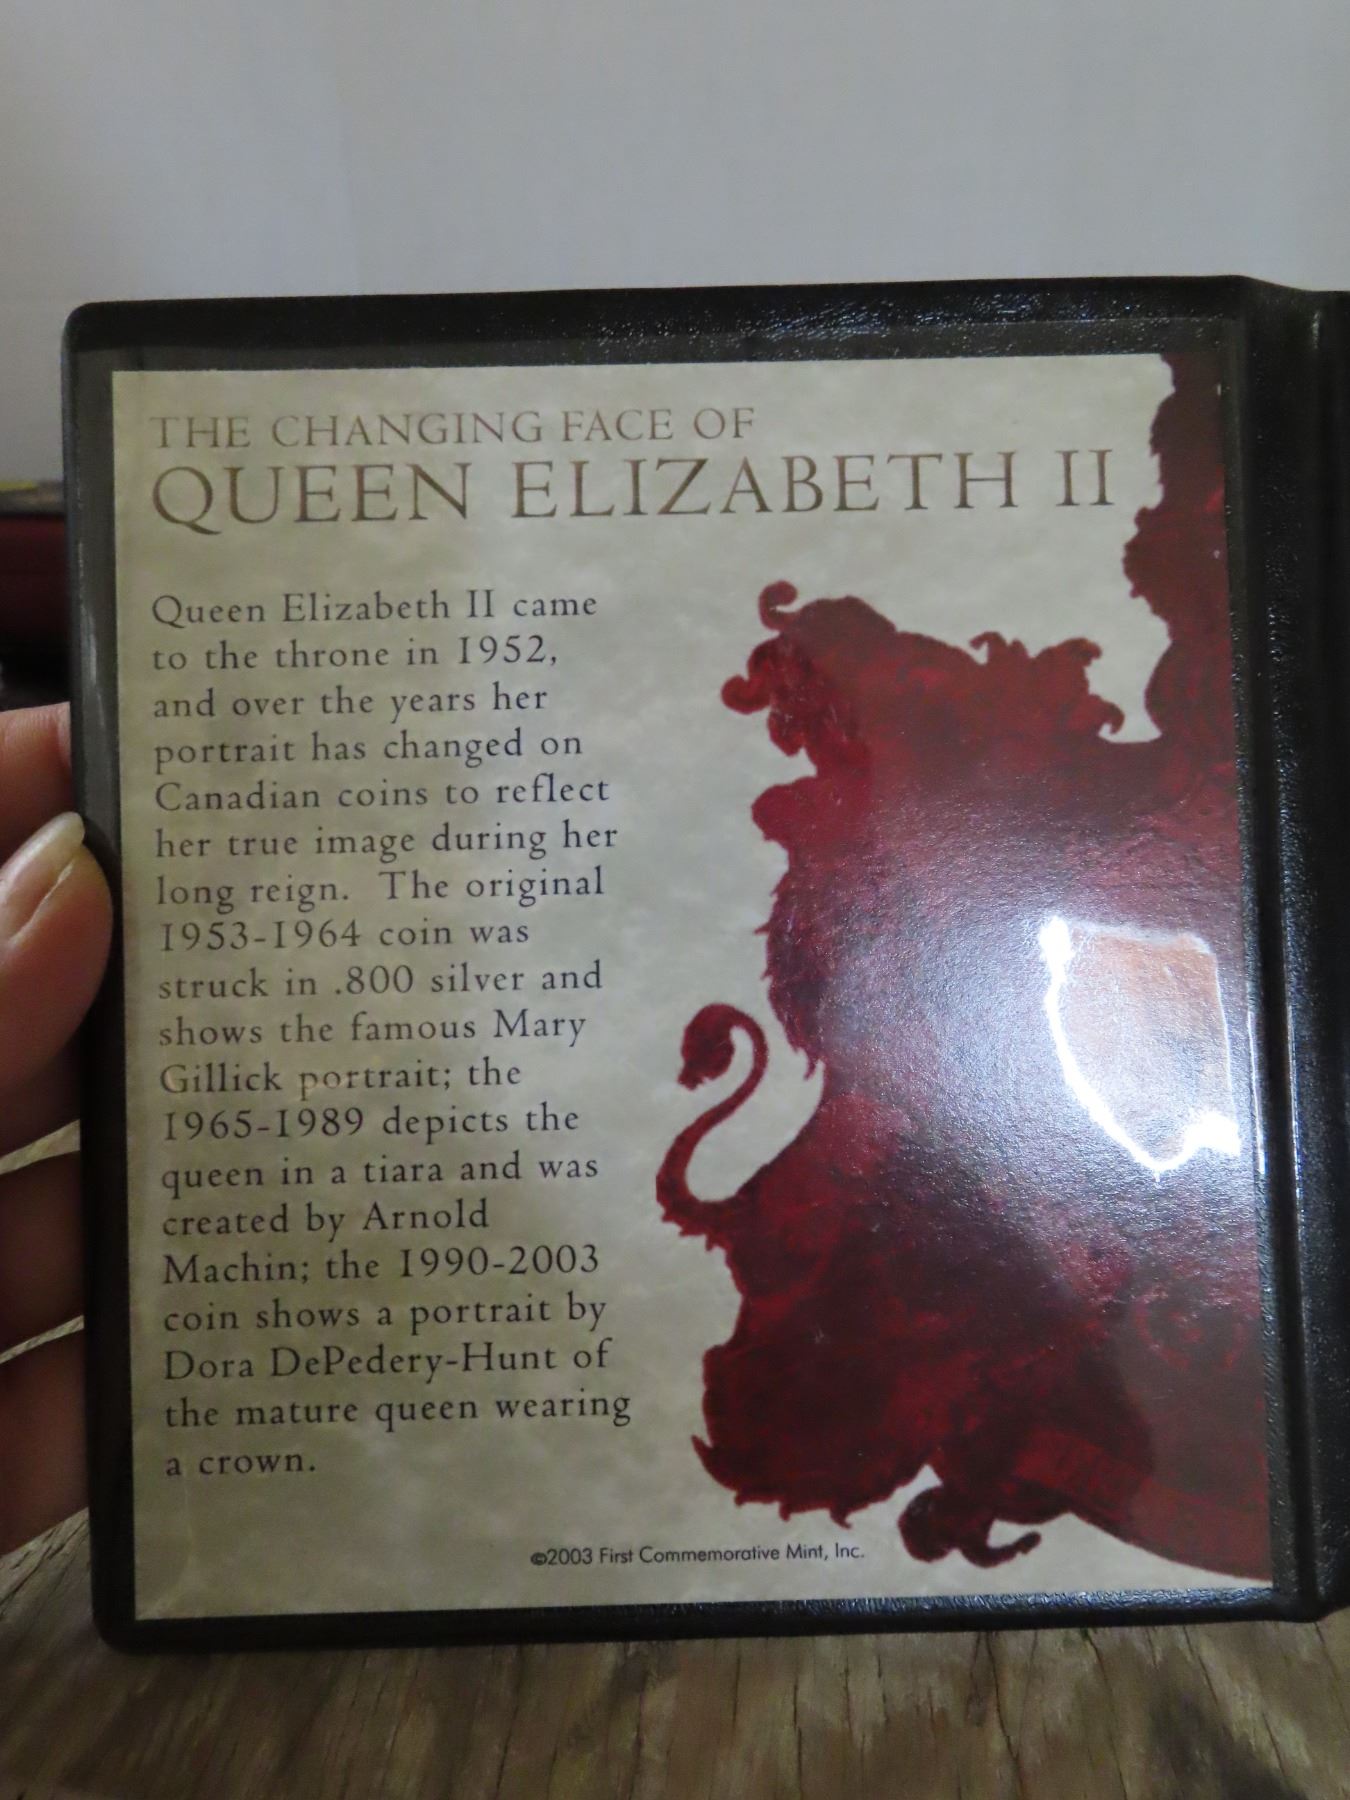 THE CHANGING FACE OF
QUEEN ELIZABETH II
Queen Elizabeth II came
to the throne in 1952,
and over the years her
portrait has changed on
Canadian coins to reflect
her true image during her
long reign. The original
1953-1964 coin was
struck in .800 silver and
shows the famous Mary
Gillick portrait; the
1965-1989 depicts the
queen in a tiara and was
created by Arnold
Machin; the 1990-2003
coin shows a portrait by
Dora DePedery-Hunt of
the mature queen wearing
a crown.
©2003 First Commemorative Mint, Inc.